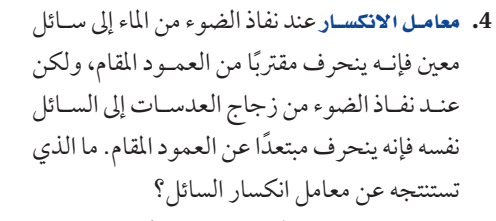 4. معامل الانكسار عند نفاذ الضوء من الماء إلى سائل
معين فإنه ينحرف مقتربًا من العمود المقام، ولكن
عند نفاذ الضوء من زجاج العدسات إلى السائل
نفسه فإنه ينحرف مبتعدًا عن العمود المقام. ما الذي
تستنتجه عن معامل انكسار السائل؟